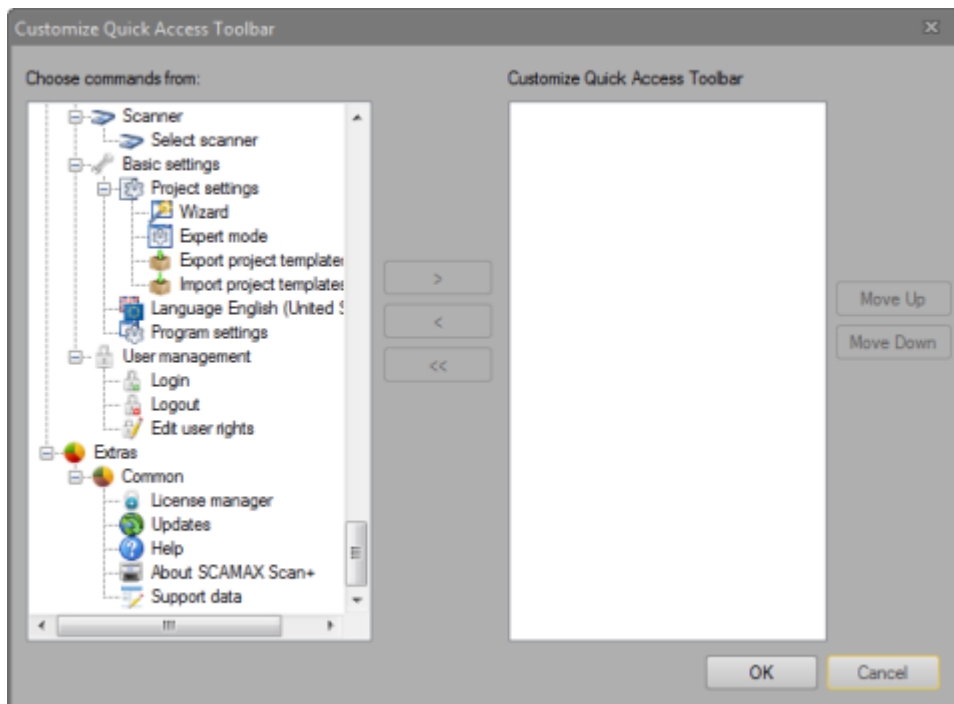 Customize Quick Access Toolbar
Choose commands from:
Scanner
Select scanner
Basic settings
Project settings
Wizard
Expert mode
Export project templates
Import project templates
Language English (United S
Program settings
User management
Login
Logout
Edit user rights
Extras
Common
License manager
Updates
Help
About SCAMAX Scan+
Support data
>
<
<<
Customize Quick Access Toolbar
Move Up
Move Down
OK
Cancel